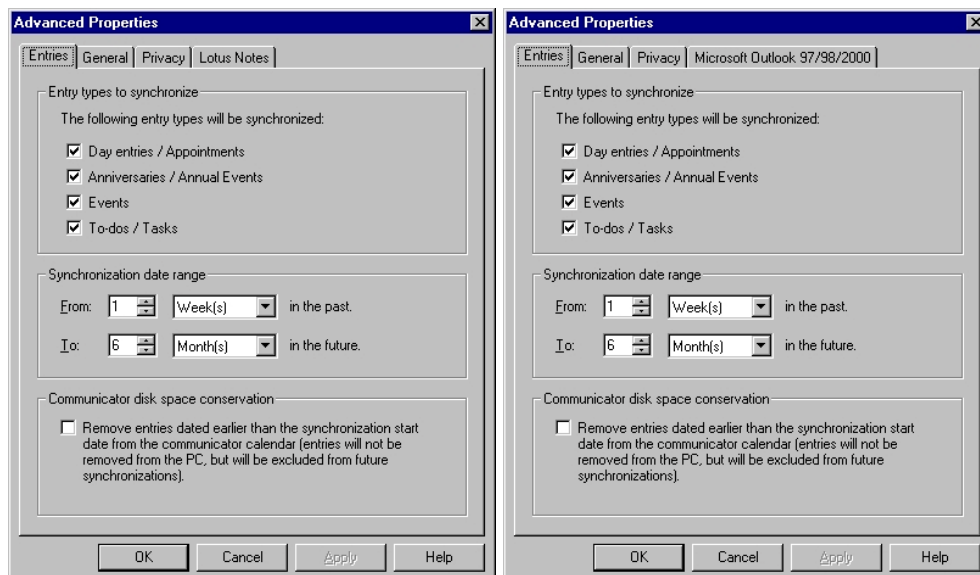 Advanced Properties
Entries General Privacy Lotus Notes
Entry types to synchronize
The following entry types will be synchronized:
Day entries / Appointments
Anniversaries / Annual Events
Events
To-dos / Tasks
Synchronization date range
From: 1 Week(s) in the past.
To: 6 Month(s) in the future.
Communicator disk space conservation
Remove entries dated earlier than the synchronization start
date from the communicator calendar (entries will not be
removed from the PC, but will be excluded from future
synchronizations).
OK Cancel Apply Help
Advanced Properties
Entries General Privacy Microsoft Outlook 97/98/2000
Entry types to synchronize
The following entry types will be synchronized:
Day entries / Appointments
Anniversaries / Annual Events
Events
To-dos / Tasks
Synchronization date range
From: 1 Week(s) in the past.
To: 6 Month(s) in the future.
Communicator disk space conservation
Remove entries dated earlier than the synchronization start
date from the communicator calendar (entries will not be
removed from the PC, but will be excluded from future
synchronizations).
OK Cancel Apply Help